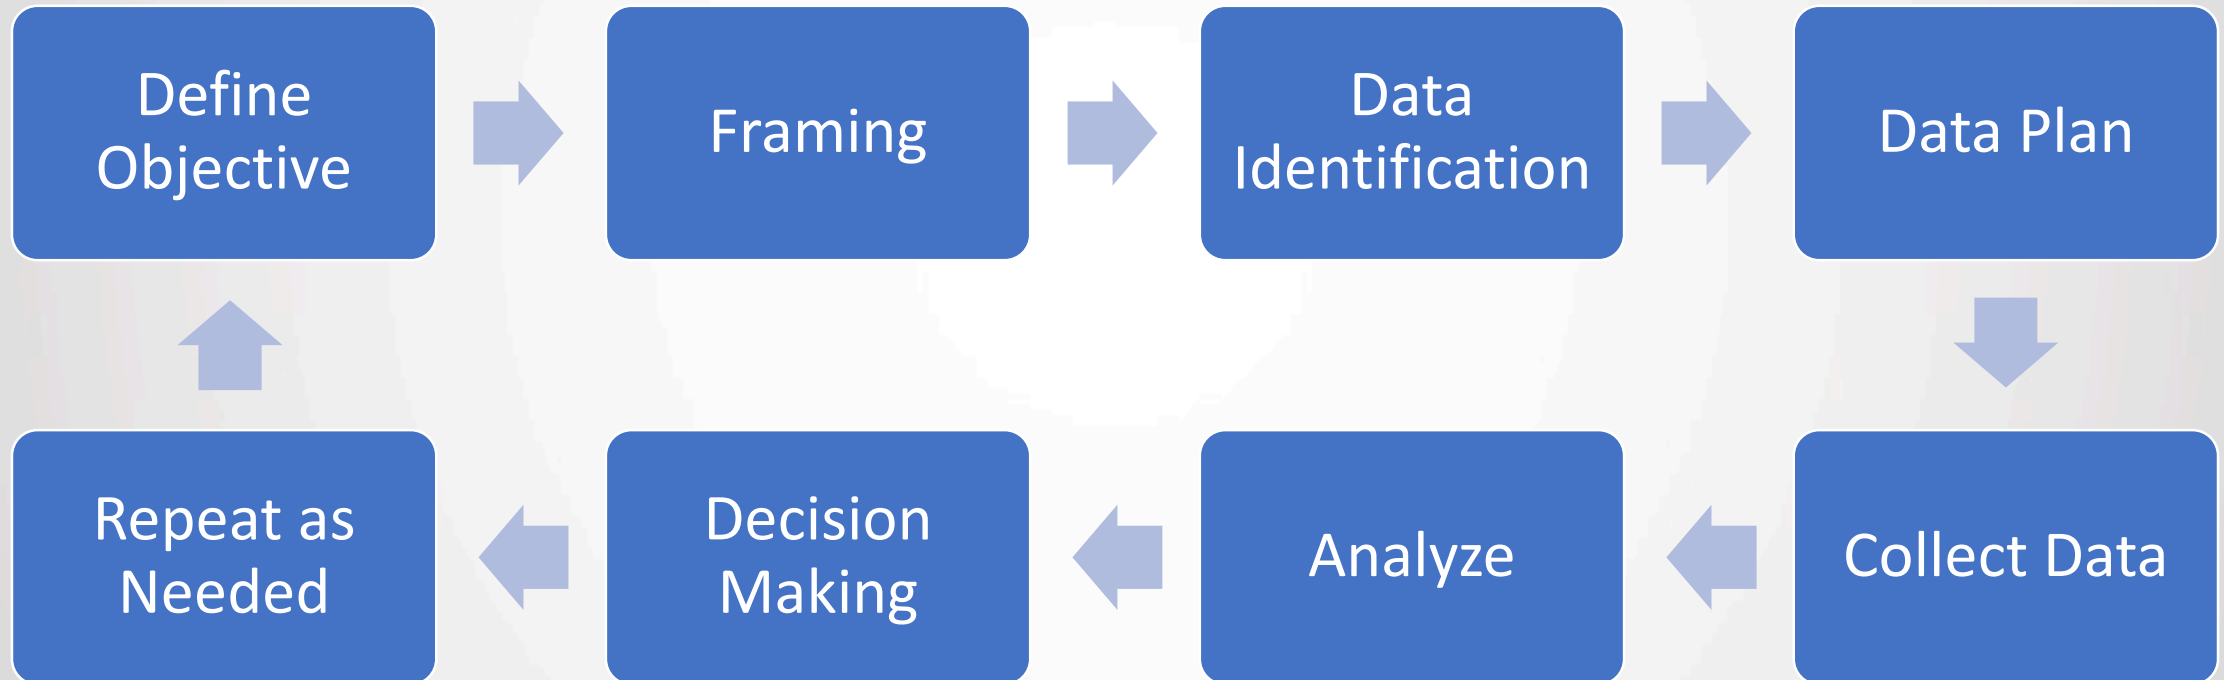 Define
Objective
Framing
Data
Identification
Data Plan
Repeat as
Needed
Decision
Making
Analyze
Collect Data